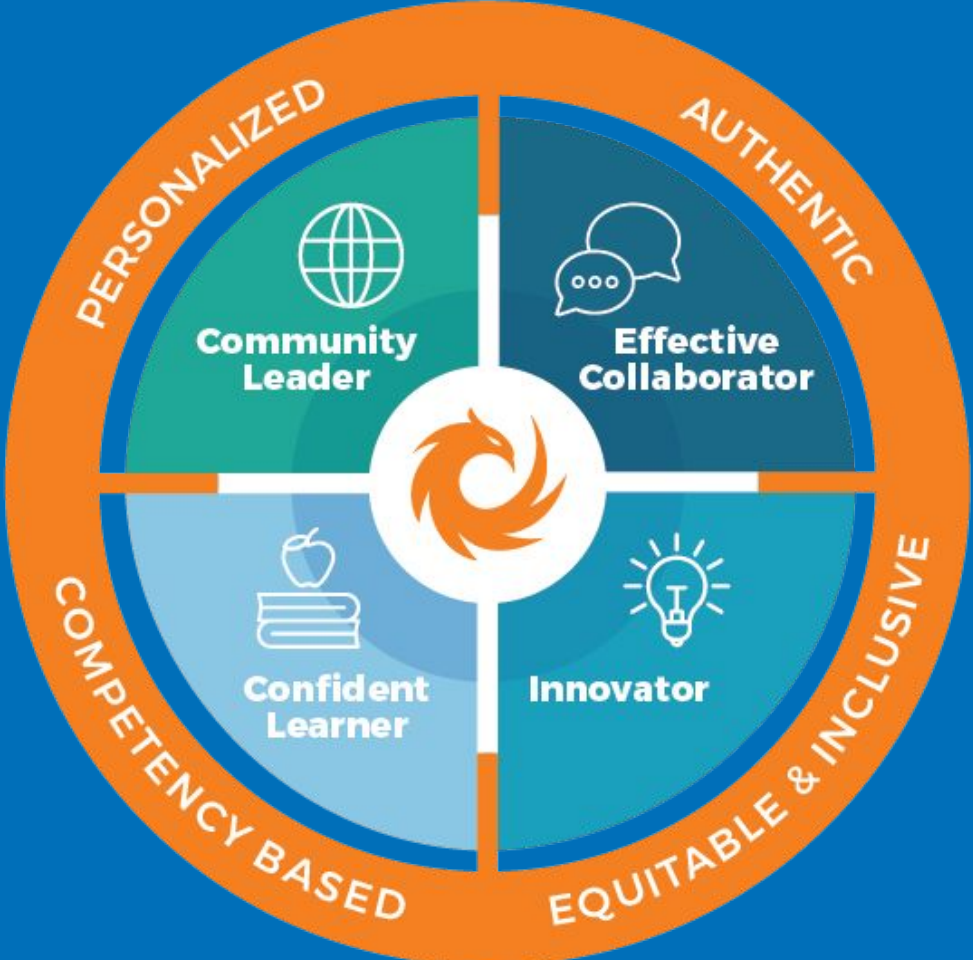 PERSONALIZED
AUTHENTIC
Community
Leader
Effective
Collaborator
Confident
Learner
Innovator
COMPETENCY BASED
EQUITABLE & INCLUSIVE